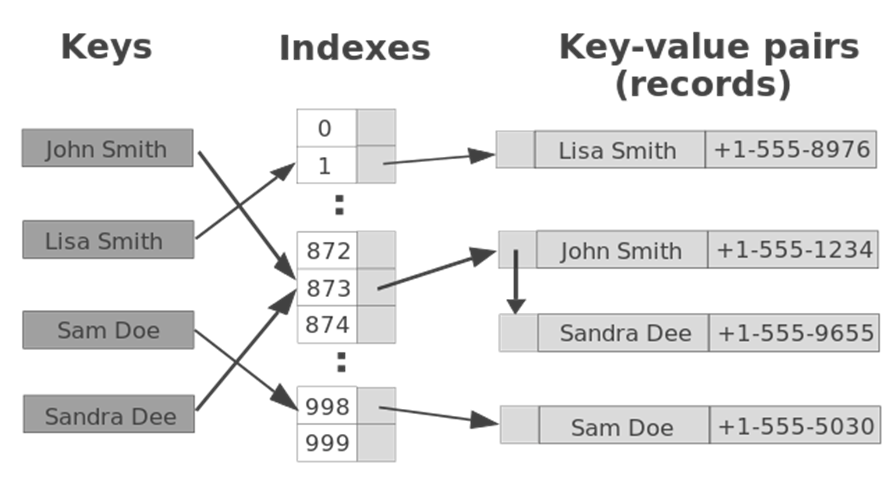 Keys
Indexes
Key-value pairs
(records)
John Smith
Lisa Smith
Sam Doe
Sandra Dee
0
1
:
872
873
874
:
998
999
Lisa Smith +1-555-8976
John Smith +1-555-1234
Sandra Dee +1-555-9655
Sam Doe +1-555-5030